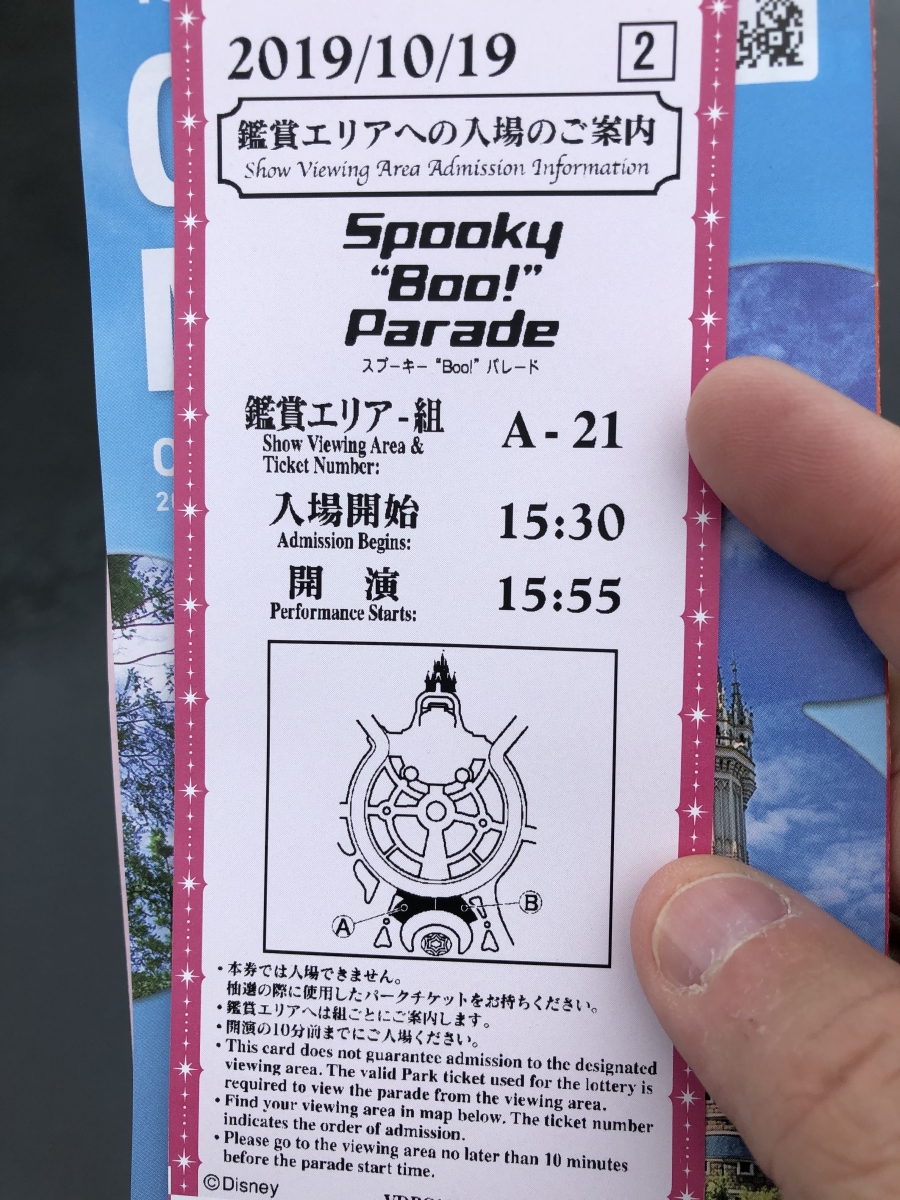 2019/10/19 2
鑑賞エリアへの入場のご案内
Show Viewing Area Admission Information
Spooky
“Boo!”
Parade
スプーキー “Boo!” パレード
鑑賞エリア-組
Show Viewing Area &
Ticket Number:
A - 21
入場開始
Admission Begins:
15:30
開 演
Performance Starts:
15:55
A
B
・本券では入場できません。
抽選の際に使用したパークチケットをお持ちください。
・鑑賞エリアへは組ごとにご案内します。
・開演の10分前までにご入場ください。
・This card does not guarantee admission to the designated
viewing area. The valid Park ticket used for the lottery is
required to view the parade from the viewing area.
・Find your viewing area in map below. The ticket number
indicates the order of admission.
・Please go to the viewing area no later than 10 minutes
before the parade start time.
©Disney